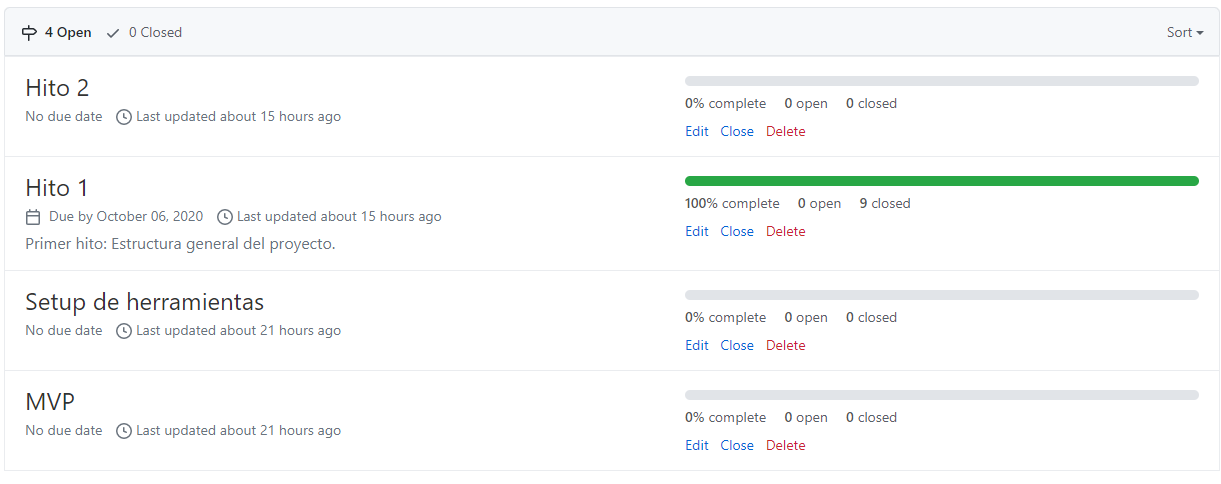 4 Open 0 Closed Sort
Hito 2
No due date Last updated about 15 hours ago
0% complete 0 open 0 closed
Edit Close Delete
Hito 1
Due by October 06, 2020 Last updated about 15 hours ago
Primer hito: Estructura general del proyecto.
100% complete 0 open 9 closed
Edit Close Delete
Setup de herramientas
No due date Last updated about 21 hours ago
0% complete 0 open 0 closed
Edit Close Delete
MVP
No due date Last updated about 21 hours ago
0% complete 0 open 0 closed
Edit Close Delete